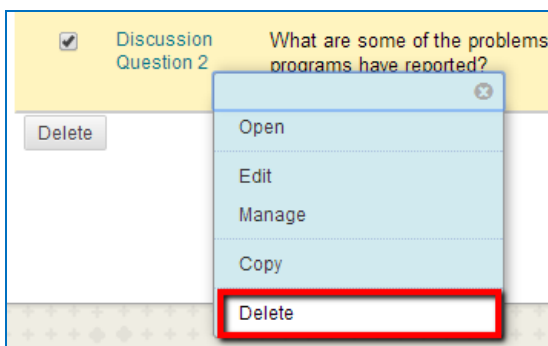 Discussion What are some of the problems
Question 2 programs have reported?
Delete
Open
Edit
Manage
Copy
Delete